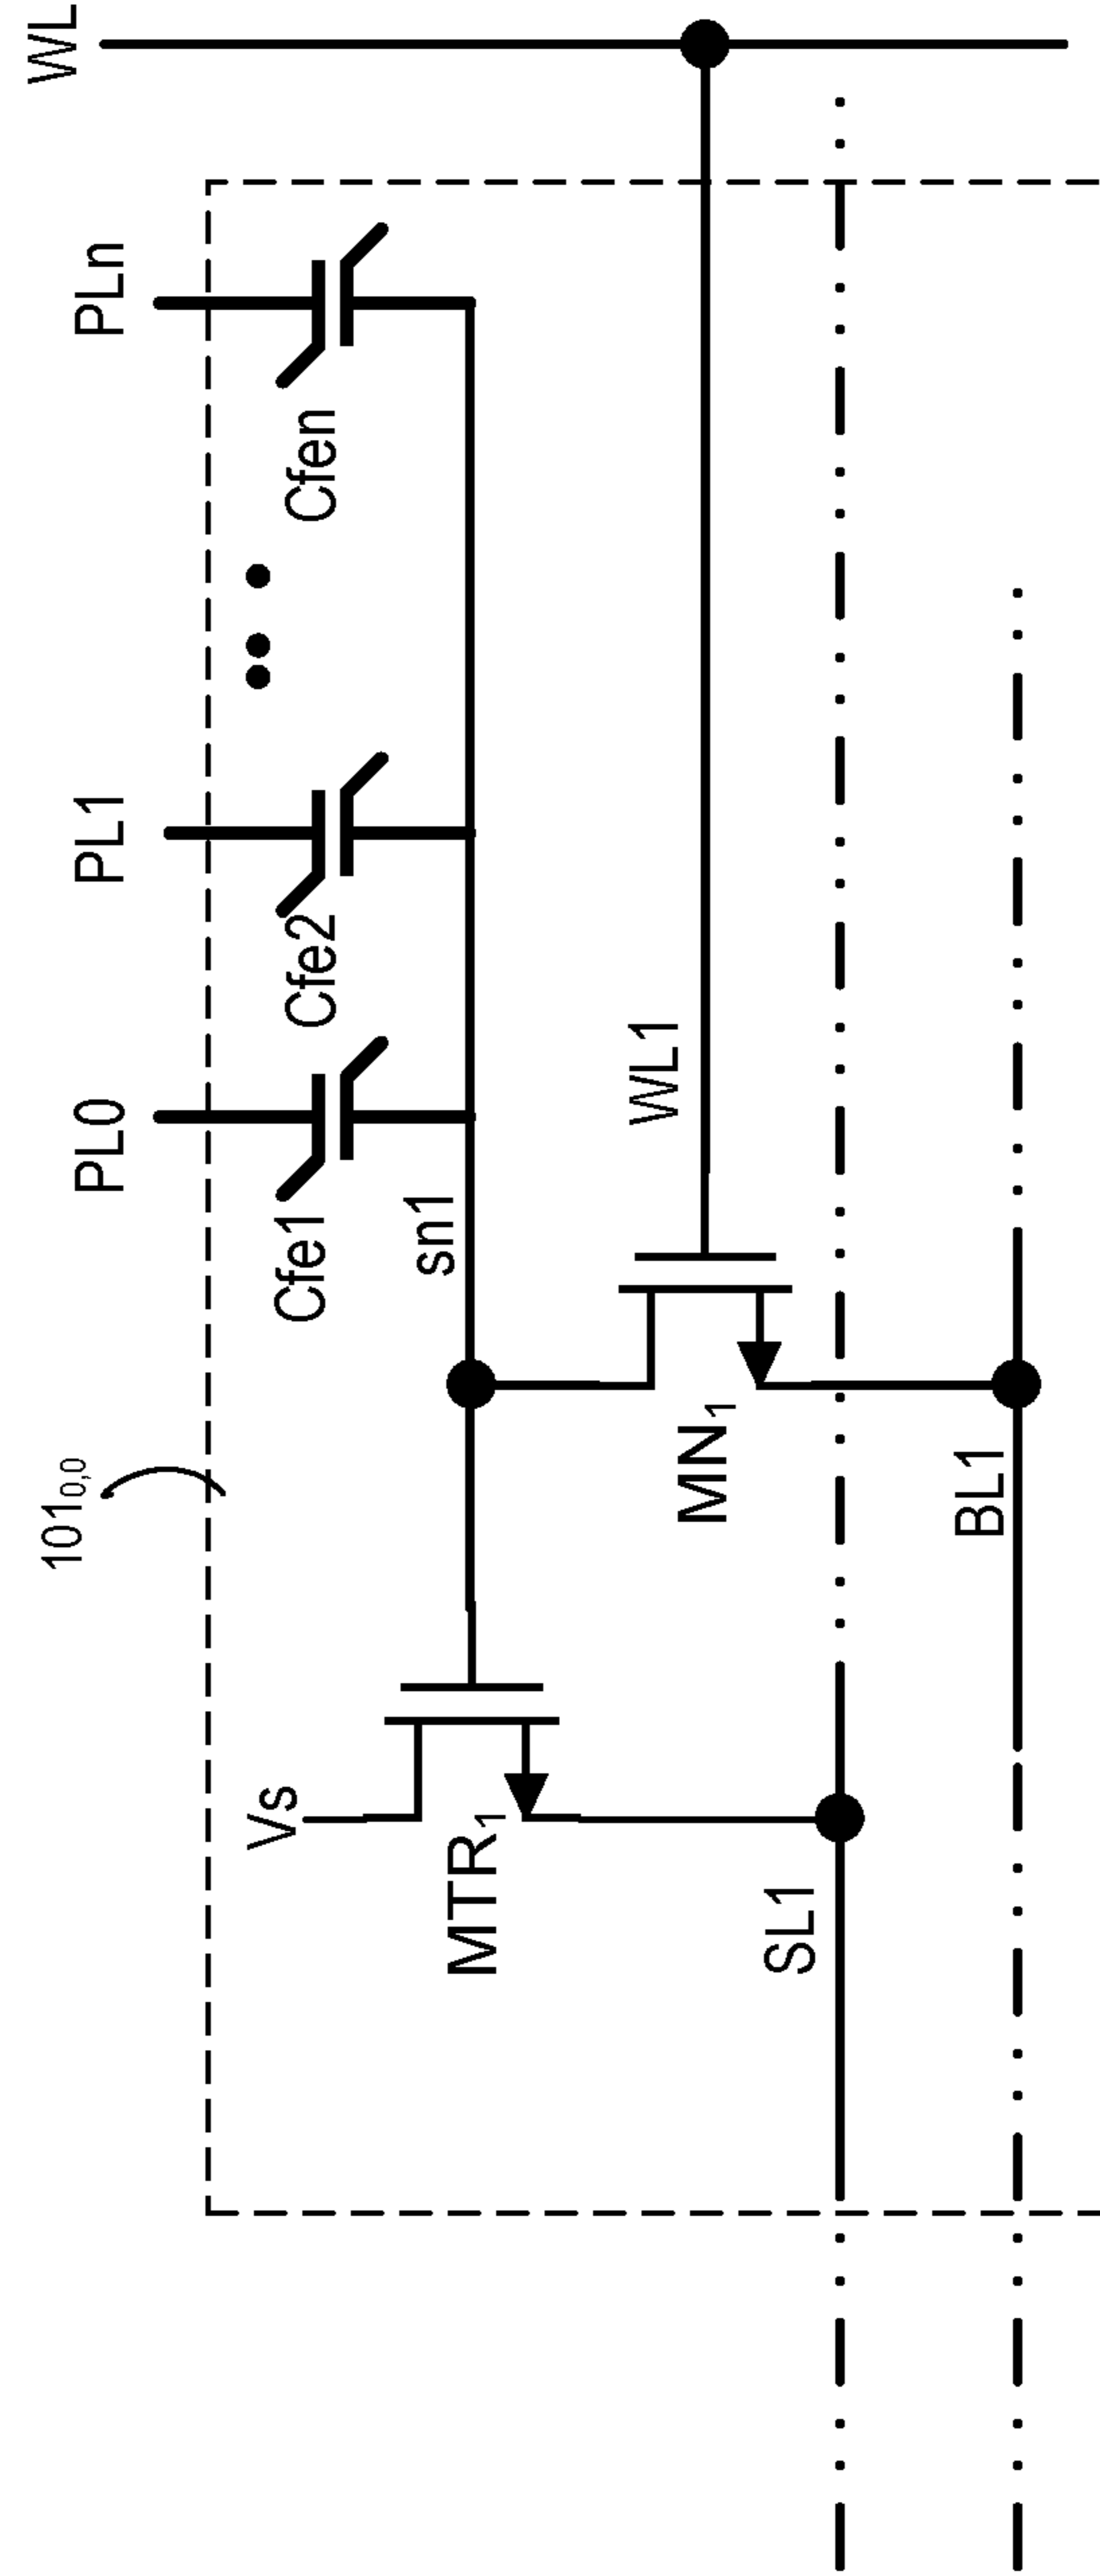 101₀,₀
PL0
PL1
PLn
WL
Vs
Cfe1
Cfe2
Cfen
MTR₁
sn1
MN₁
WL1
SL1
BL1